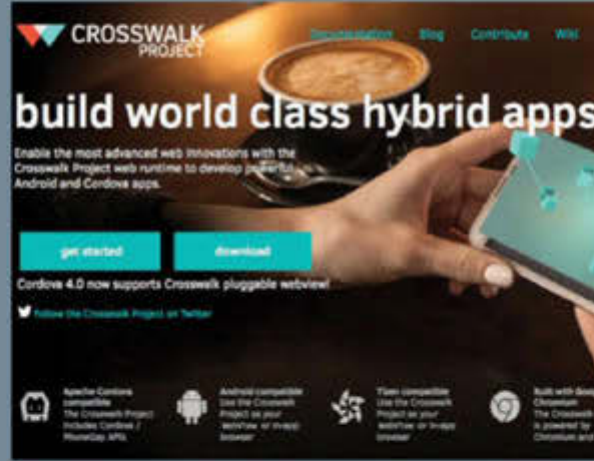 CROSSWALK
PROJECT
Documentation Blog Contribute Wiki
build world class hybrid apps
Enable the most advanced web innovations with the
Crosswalk Project web runtime to develop powerful
Android and Cordova apps.
get started download
Cordova 4.0 now supports Crosswalk pluggable webview!
Follow the Crosswalk Project on Twitter
Apache Cordova
compatible
The Crosswalk Project
includes Cordova /
PhoneGap APIs
Android compatible
Use the Crosswalk
Project as your
webview or in-app
browser
Tizen compatible
Use the Crosswalk
Project as your
webview or in-app
browser
Built with
Chromium
The Crosswalk
is powered by
Chromium and